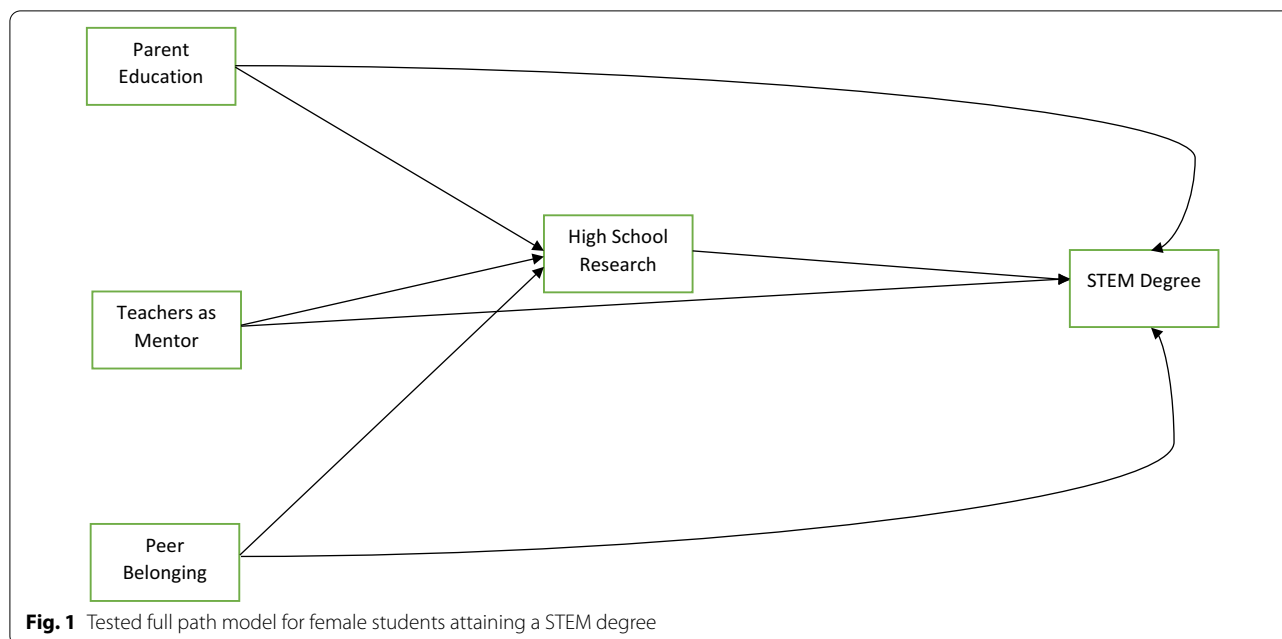 Parent
Education
High School
Research
STEM Degree
Teachers as
Mentor
Peer
Belonging
Fig. 1 Tested full path model for female students attaining a STEM degree